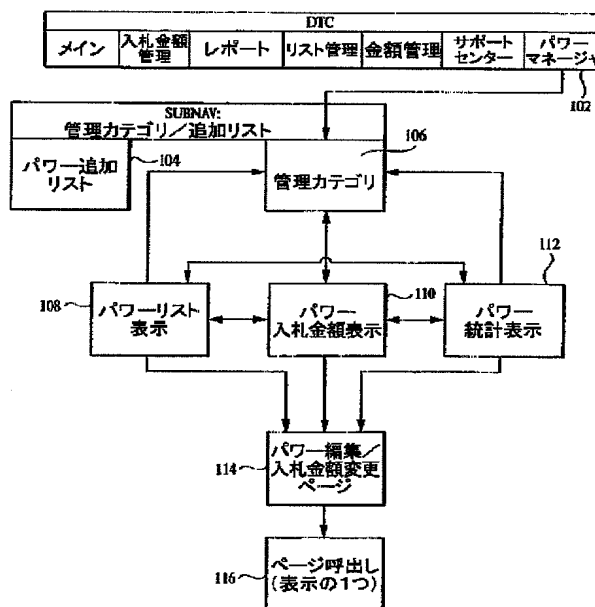 DTC
メイン
入札金額
管理
レポート
リスト管理
金額管理
サポート
センター
パワー
マネージャ
102
SUBNAV:
管理カテゴリ/追加リスト
パワー追加
リスト
104
106
管理カテゴリ
108
パワーリスト
表示
110
パワー
入札金額表示
112
パワー
統計表示
114
パワー編集/
入札金額変更
ページ
116
ページ呼出し
(表示の1つ)